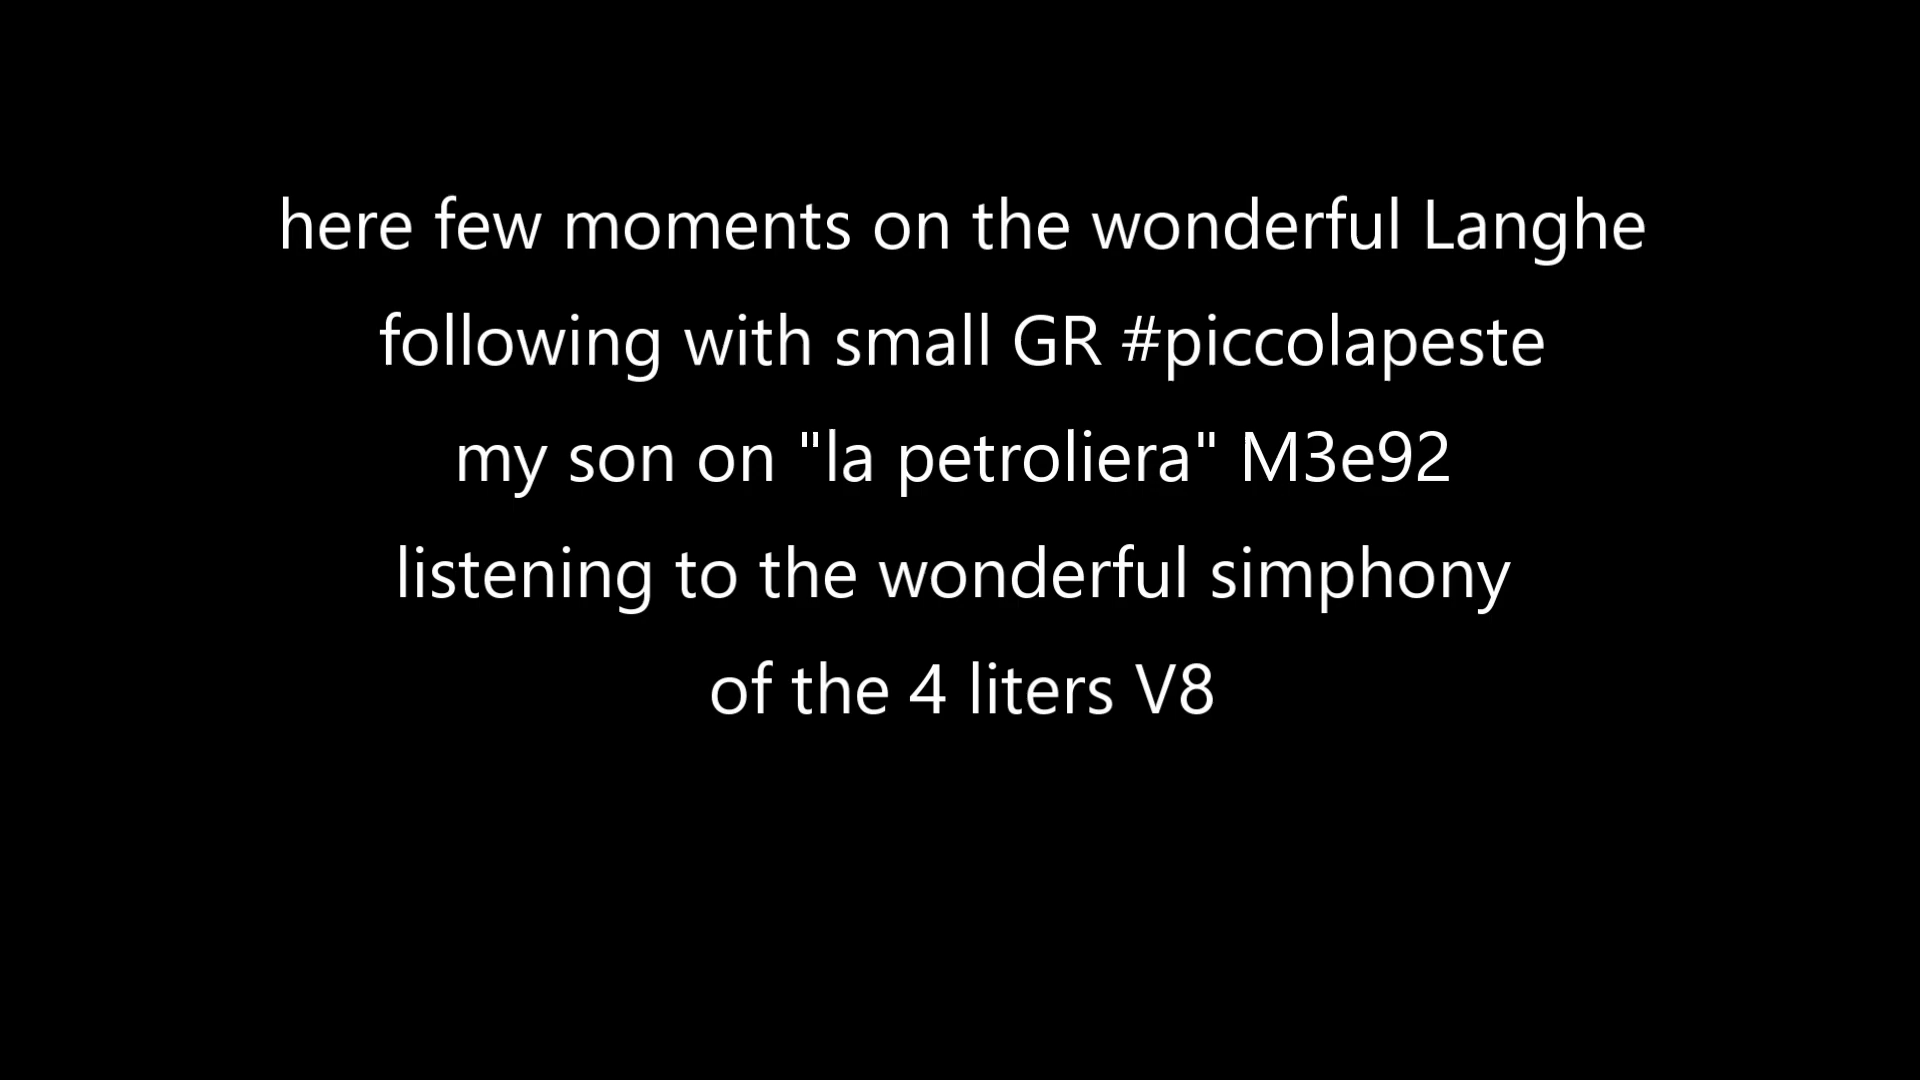 here few moments on the wonderful Langhe
following with small GR #piccolapeste
my son on "la petroliera" M3e92
listening to the wonderful simphony
of the 4 liters V8